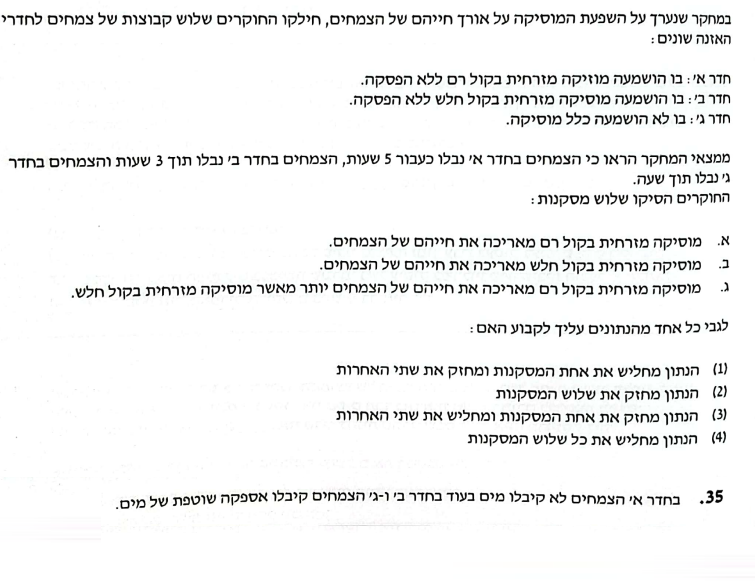 במחקר שנערך על השפעת המוסיקה על אורך חייהם של הצמחים, חילקו החוקרים שלוש קבוצות של צמחים לחדרי
האזנה שונים:
חדר א': בו הושמעה מוזיקה מזרחית בקול רם ללא הפסקה.
חדר ב': בו הושמעה מוסיקה מזרחית בקול חלש ללא הפסקה.
חדר ג': בו לא הושמעה כלל מוסיקה.
ממצאי המחקר הראו כי הצמחים בחדר א' נבלו כעבור 5 שעות, הצמחים בחדר ב' נבלו תוך 3 שעות והצמחים בחדר
ג' נבלו תוך שעה.
החוקרים הסיקו שלוש מסקנות:
א. מוסיקה מזרחית בקול רם מאריכה את חייהם של הצמחים.
ב. מוסיקה מזרחית בקול חלש מאריכה את חייהם של הצמחים.
ג. מוסיקה מזרחית בקול רם מאריכה את חייהם של הצמחים יותר מאשר מוסיקה מזרחית בקול חלש.
לגבי כל אחד מהנתונים עליך לקבוע האם:
(1) הנתון מחליש את אחת המסקנות ומחזק את שתי האחרות
(2) הנתון מחזק את שלוש המסקנות
(3) הנתון מחזק את אחת המסקנות ומחליש את שתי האחרות
(4) הנתון מחליש את כל שלוש המסקנות
35. בחדר א' הצמחים לא קיבלו מים בעוד בחדר ב' ו-ג' הצמחים קיבלו אספקה שוטפת של מים.